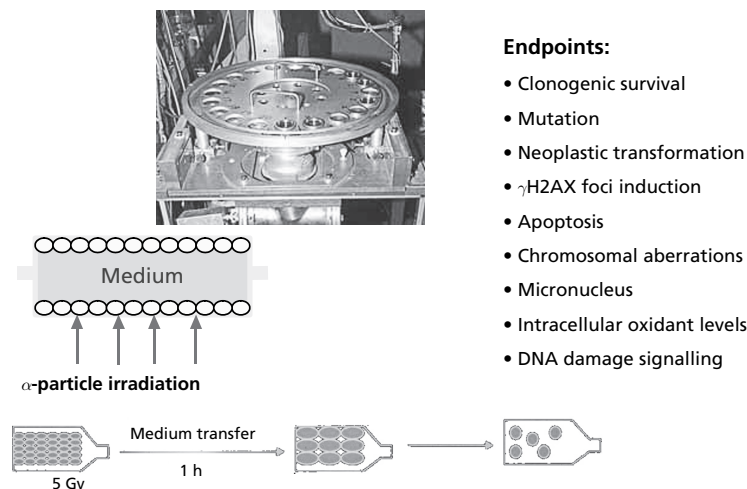 Endpoints:
• Clonogenic survival
• Mutation
• Neoplastic transformation
• γH2AX foci induction
• Apoptosis
• Chromosomal aberrations
• Micronucleus
• Intracellular oxidant levels
• DNA damage signalling
Medium
α-particle irradiation
Medium transfer
1 h
5 Gy